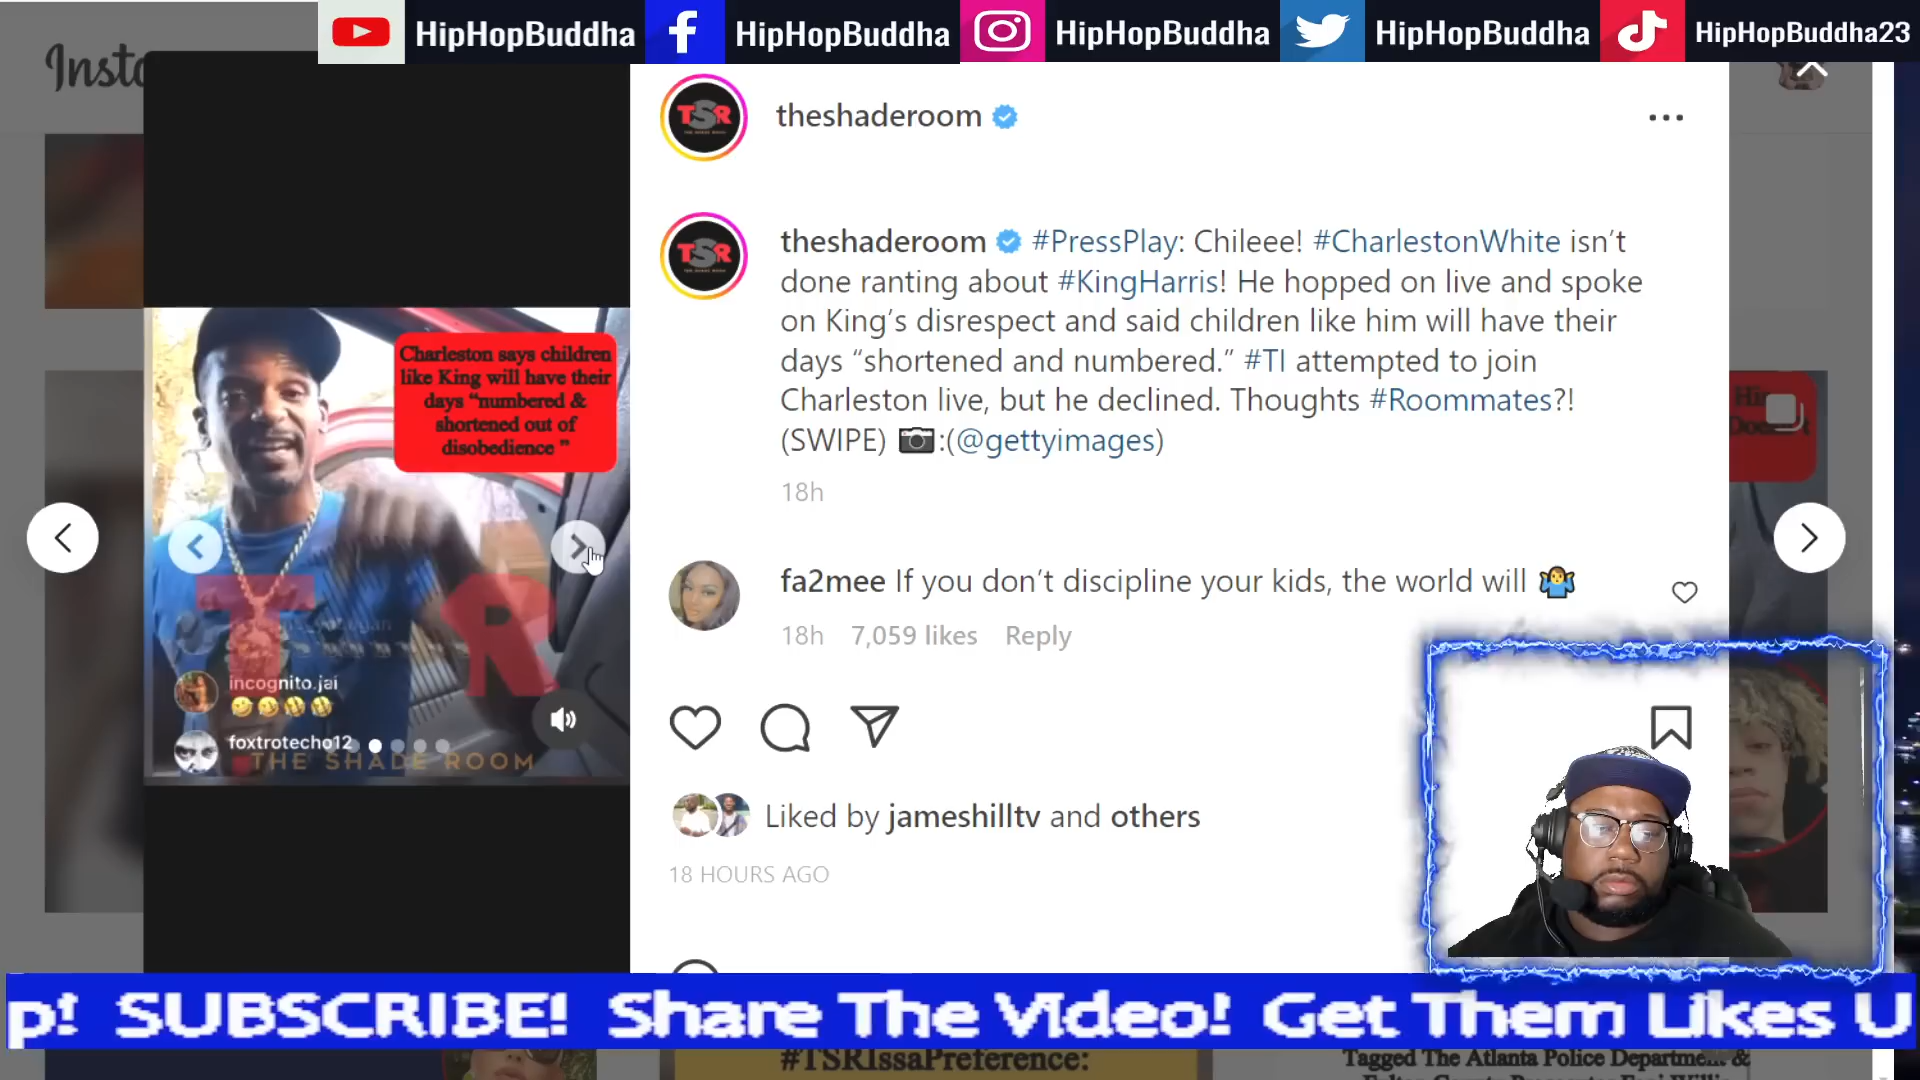 HipHopBuddha
HipHopBuddha
HipHopBuddha
HipHopBuddha
HipHopBuddha23
TSR
theshaderoom
TSR
theshaderoom #PressPlay: Chileee! #CharlestonWhite isn’t
done ranting about #KingHarris! He hopped on live and spoke
on King’s disrespect and said children like him will have their
days “shortened and numbered.” #TI attempted to join
Charleston live, but he declined. Thoughts #Roommates?!
(SWIPE) 📷:(@gettyimages)
18h
Charleston says children
like King will have their
days “numbered &
shortened out of
disobedience ”
fa2mee If you don’t discipline your kids, the world will 🤷‍♂️
18h 7,059 likes Reply
incognito.jai
🤣🤣🤣🤣
foxtrotecho12
THE SHADE ROOM
Liked by jameshilltv and others
18 HOURS AGO
p! SUBSCRIBE! Share The Video! Get Them Likes U
#TSRIssaPreference:
Tagged The Atlanta Police Department &